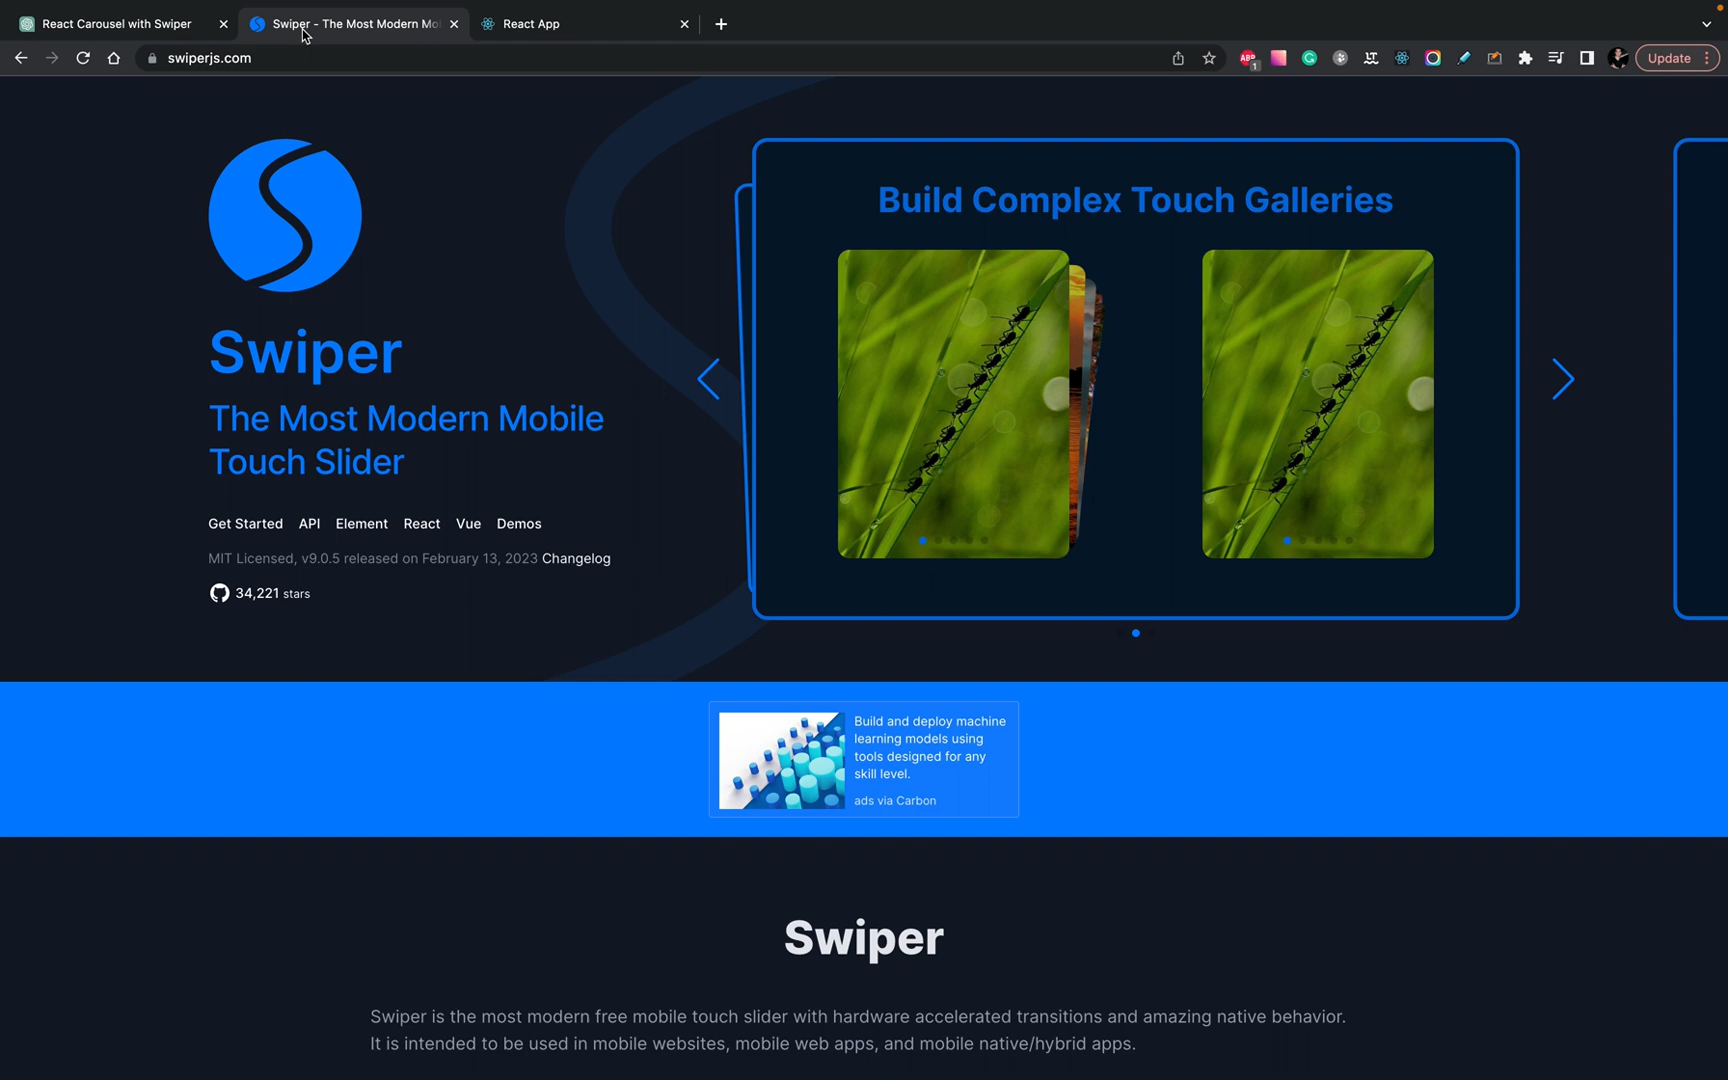 React Carousel with Swiper
Swiper - The Most Modern Mo
React App
swiperjs.com
ABP
1
LT
Update
Build Complex Touch Galleries
Swiper
The Most Modern Mobile
Touch Slider
Get Started API Element React Vue Demos
MIT Licensed, v9.0.5 released on February 13, 2023 Changelog
34,221 stars
Build and deploy machine
learning models using
tools designed for any
skill level.
ads via Carbon
Swiper
Swiper is the most modern free mobile touch slider with hardware accelerated transitions and amazing native behavior.
It is intended to be used in mobile websites, mobile web apps, and mobile native/hybrid apps.